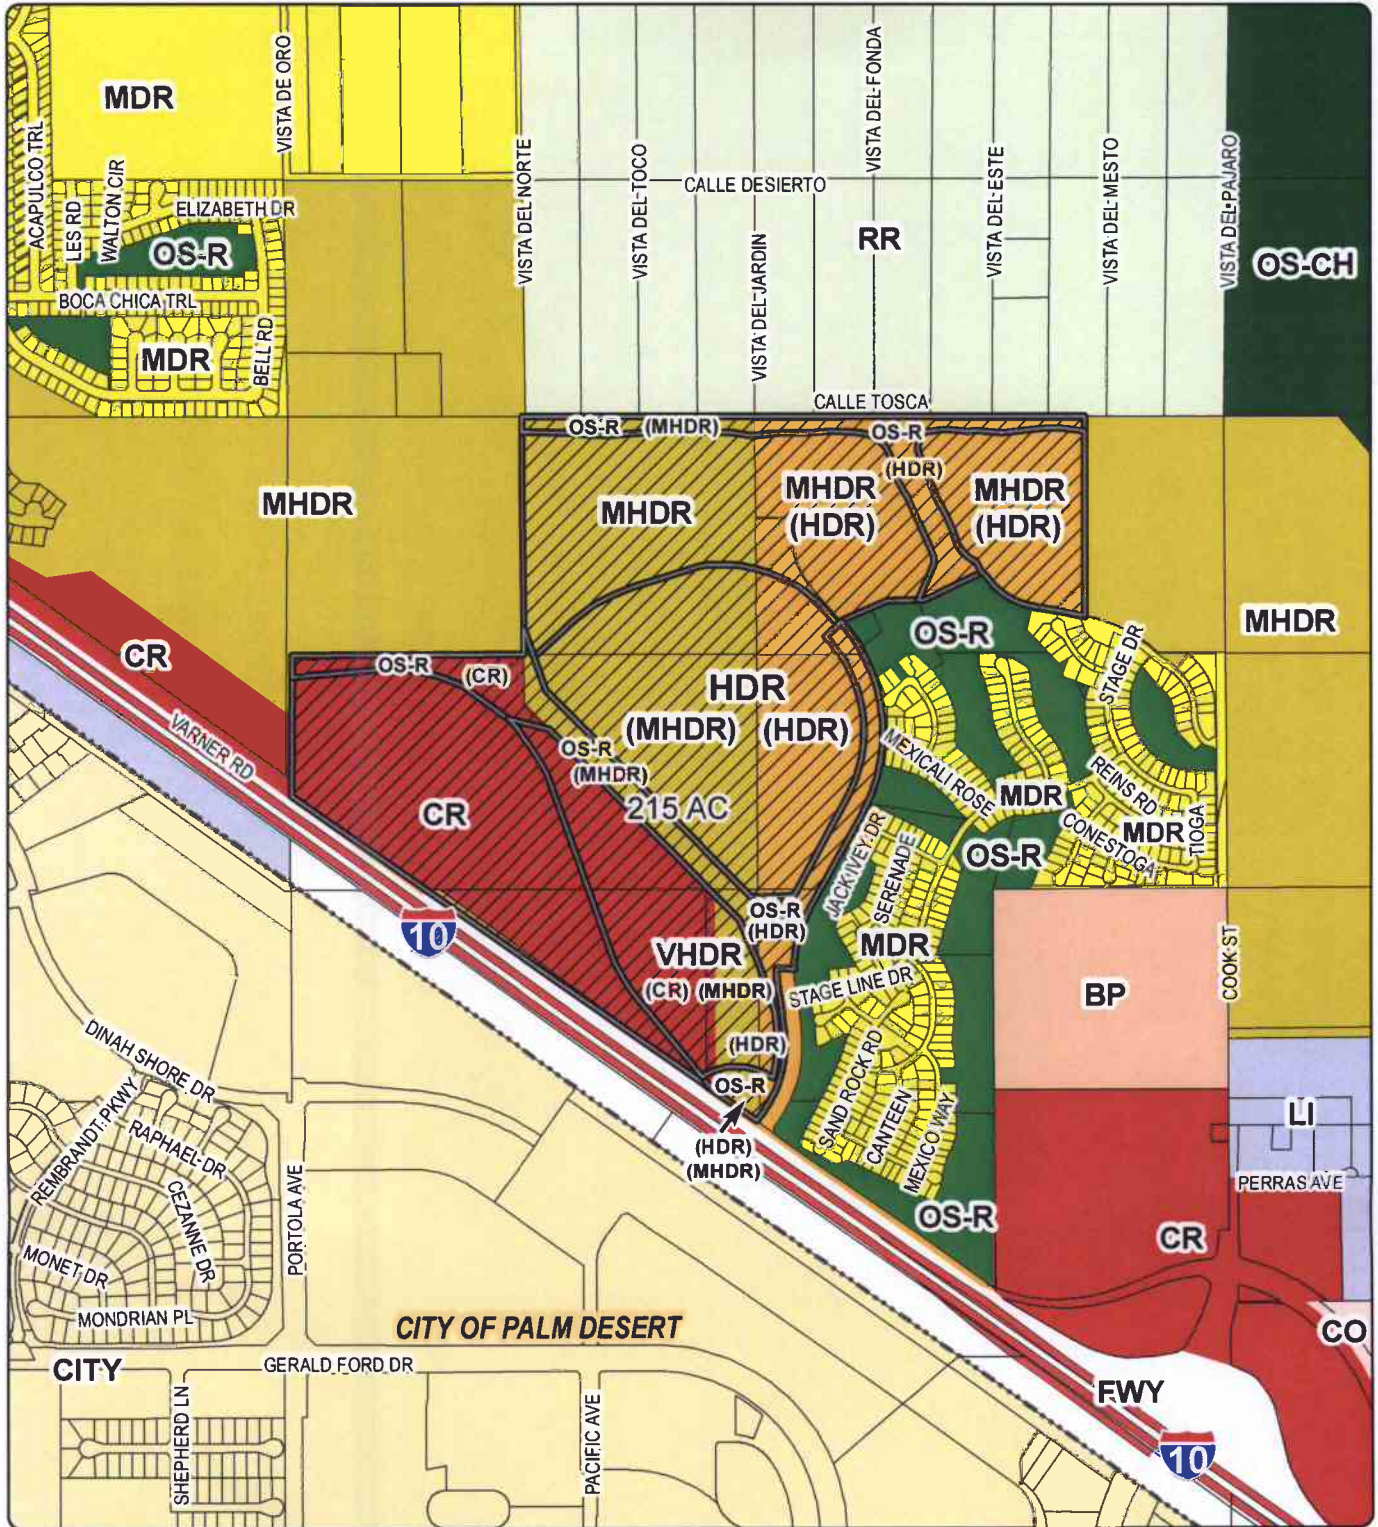 MDR
ACAPULCO TRL
LES RD
WALTON CIR
VISTA DE ORO
ELIZABETH DR
OS-R
BOCA CHICA TRL
MDR
BELL RD
VISTA DEL NORTE
VISTA DEL TOCO
CALLE DESIERTO
VISTA DEL JARDIN
VISTA DEL FONDA
RR
VISTA DEL ESTE
VISTA DEL MESTO
VISTA DEL PAJARO
OS-CH
CALLE TOSCA
OS-R (MHDR)
OS-R
(HDR)
MHDR
MHDR
MHDR
(HDR)
MHDR
(HDR)
MHDR
OS-R
CR
OS-R
(CR)
HDR
(MHDR) (HDR)
STAGE DR
VARNER RD
OS-R
(MHDR)
215 AC
CR
MEXICALI ROSE
MDR
REINS RD
CONESTOGA
MDR
TIOGA
OS-R
JACK IVEY DR
SERENADE
10
OS-R
(HDR)
VHDR
(CR) (MHDR)
MDR
STAGE LINE DR
BP
COOK ST
(HDR)
OS-R
(HDR)
(MHDR)
SAND ROCK RD
CANTEEN
MEXICO WAY
LI
PERRAS AVE
DINAH SHORE DR
REMBRANDT PKWY
RAPHAEL DR
CEZANNE DR
PORTOLA AVE
MONET DR
MONDRIAN PL
OS-R
CR
CITY OF PALM DESERT
CO
CITY
GERALD FORD DR
SHEPHERD LN
PACIFIC AVE
FWY
10